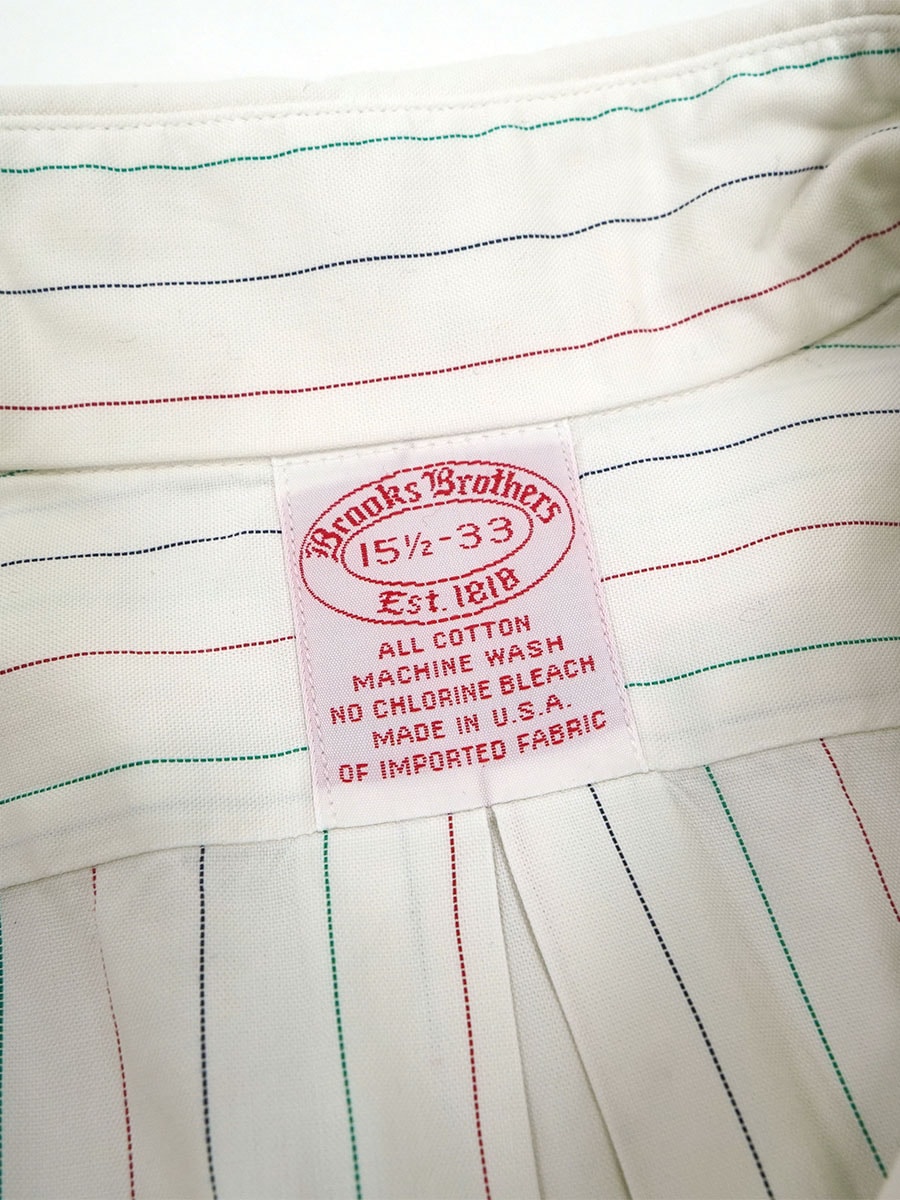 Brooks Brothers
15½-33
Est. 1818
ALL COTTON
MACHINE WASH
NO CHLORINE BLEACH
MADE IN U.S.A.
OF IMPORTED FABRIC